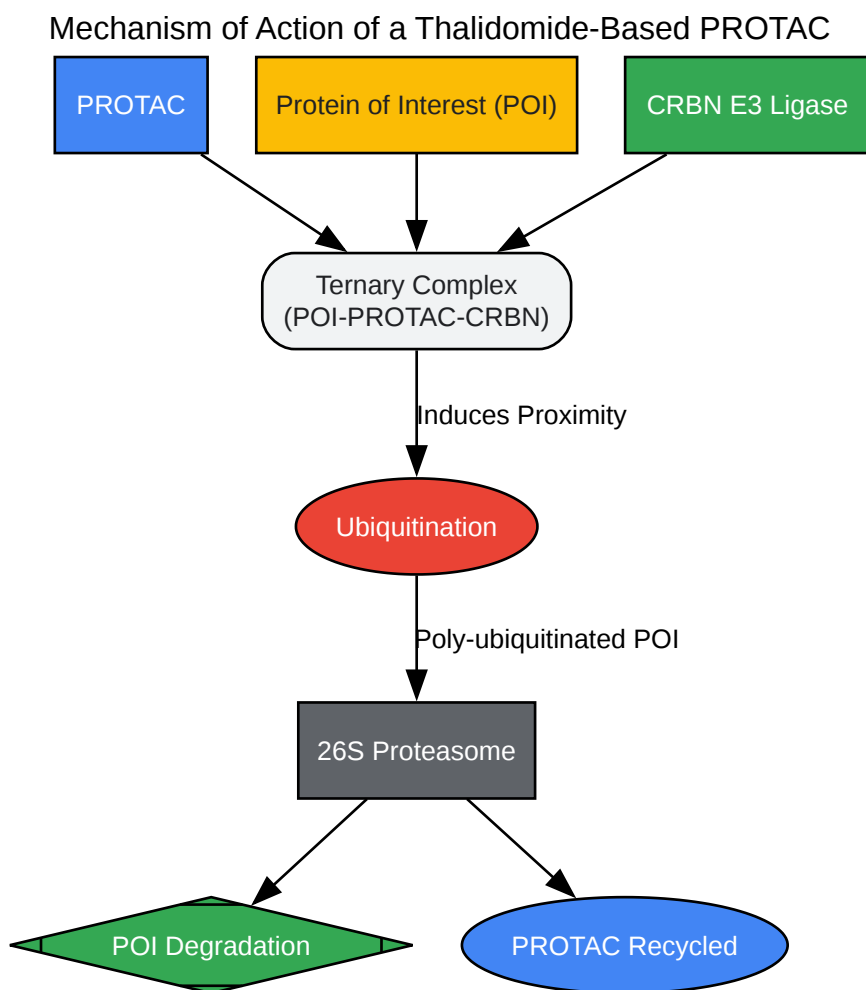 Mechanism of Action of a Thalidomide-Based PROTAC
PROTAC
Protein of Interest (POI)
CRBN E3 Ligase
Ternary Complex
(POI-PROTAC-CRBN)
Induces Proximity
Ubiquitination
Poly-ubiquitinated POI
26S Proteasome
POI Degradation
PROTAC Recycled